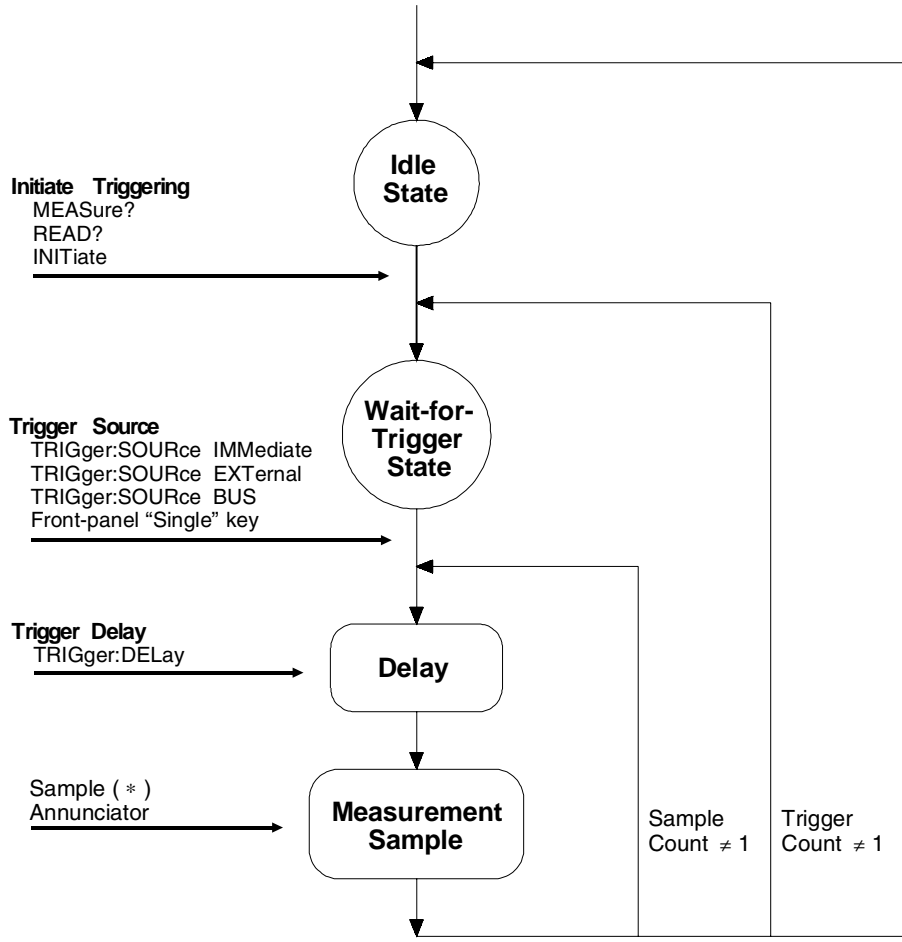 Idle
State
Initiate Triggering
MEASure?
READ?
INITiate
Wait-for-
Trigger
State
Trigger Source
TRIGger:SOURce IMMediate
TRIGger:SOURce EXTernal
TRIGger:SOURce BUS
Front-panel “Single” key
Trigger Delay
TRIGger:DELay
Delay
Sample ( * )
Annunciator
Measurement
Sample
Sample
Count ≠ 1
Trigger
Count ≠ 1